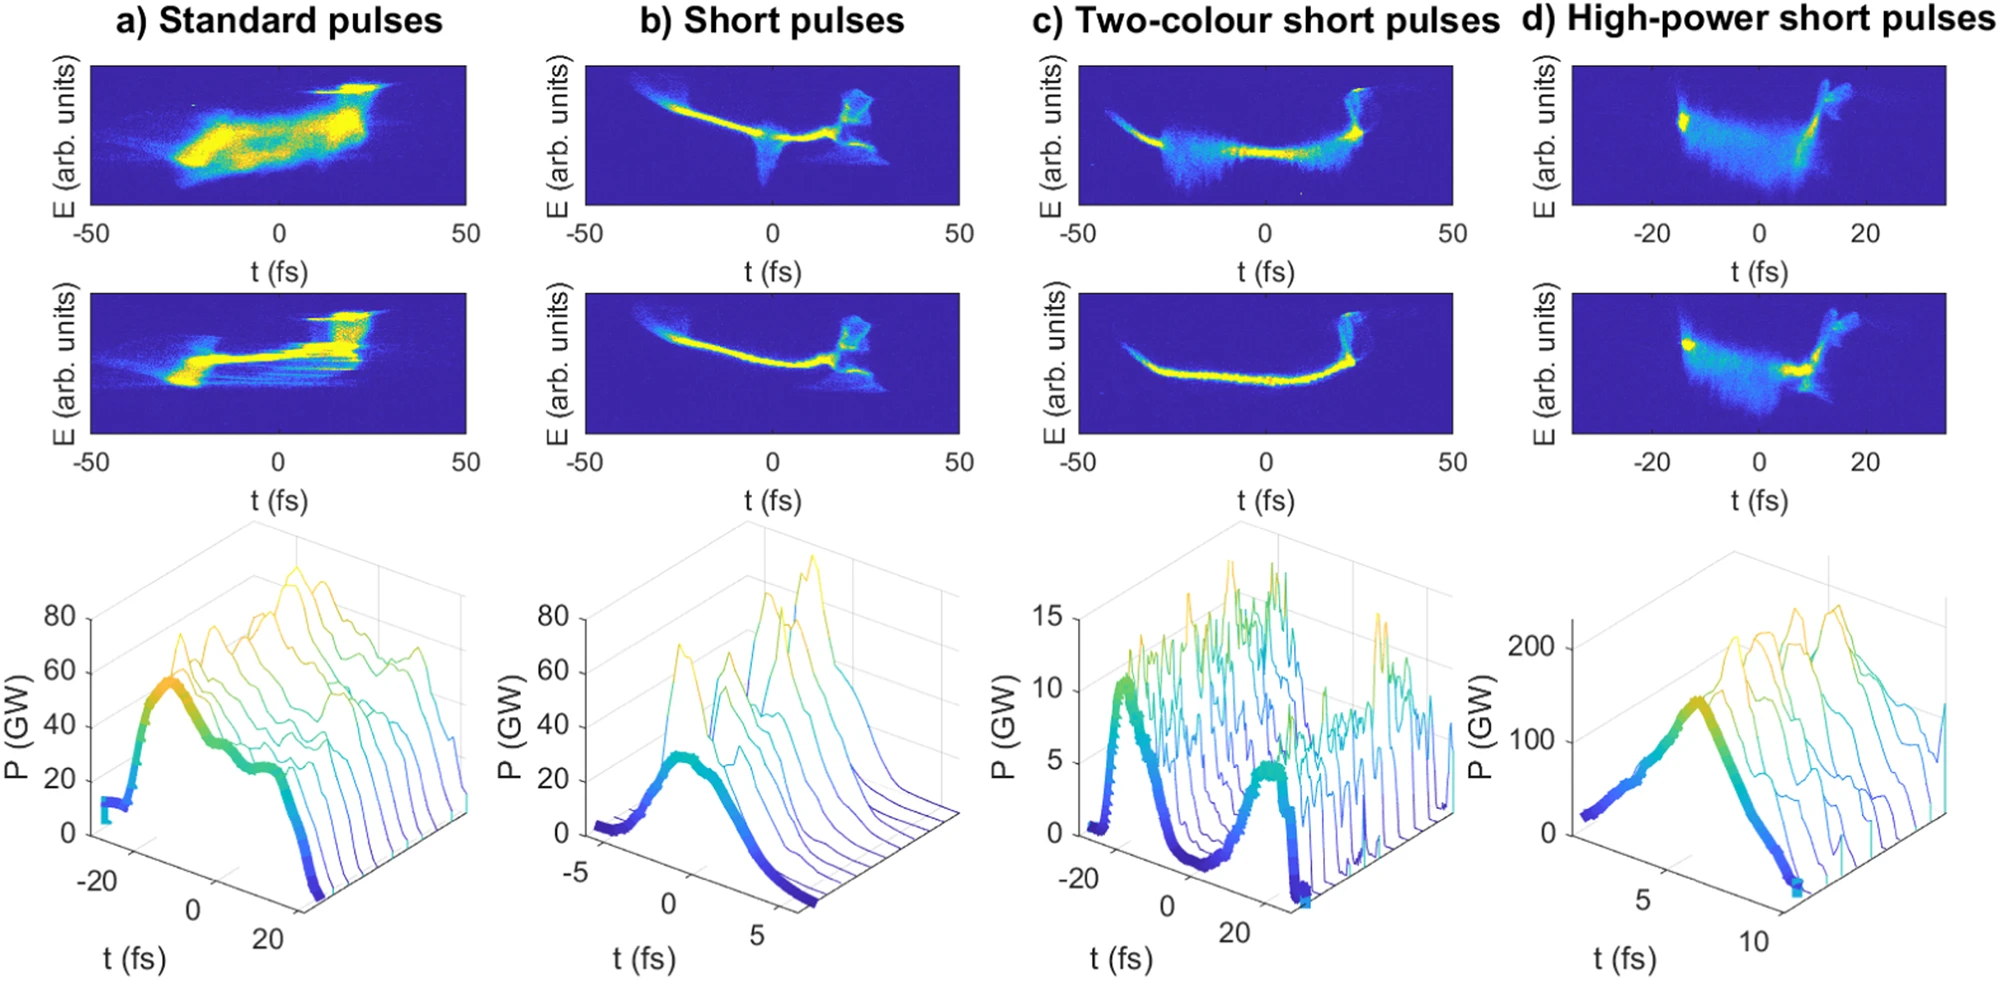 a) Standard pulses b) Short pulses c) Two-colour short pulses d) High-power short pulses
E (arb. units) E (arb. units) E (arb. units) E (arb. units)
-50 0 50 -50 0 50 -50 0 50 -20 0 20
t (fs) t (fs) t (fs) t (fs)
E (arb. units) E (arb. units) E (arb. units) E (arb. units)
-50 0 50 -50 0 50 -50 0 50 -20 0 20
t (fs) t (fs) t (fs) t (fs)
P (GW) 80 60 40 20 0
-20 0 20
t (fs)
P (GW) 80 60 40 20 0
-5 0 5
t (fs)
P (GW) 15 10 5 0
-20 0 20
t (fs)
P (GW) 200 100 0
5 10
t (fs)